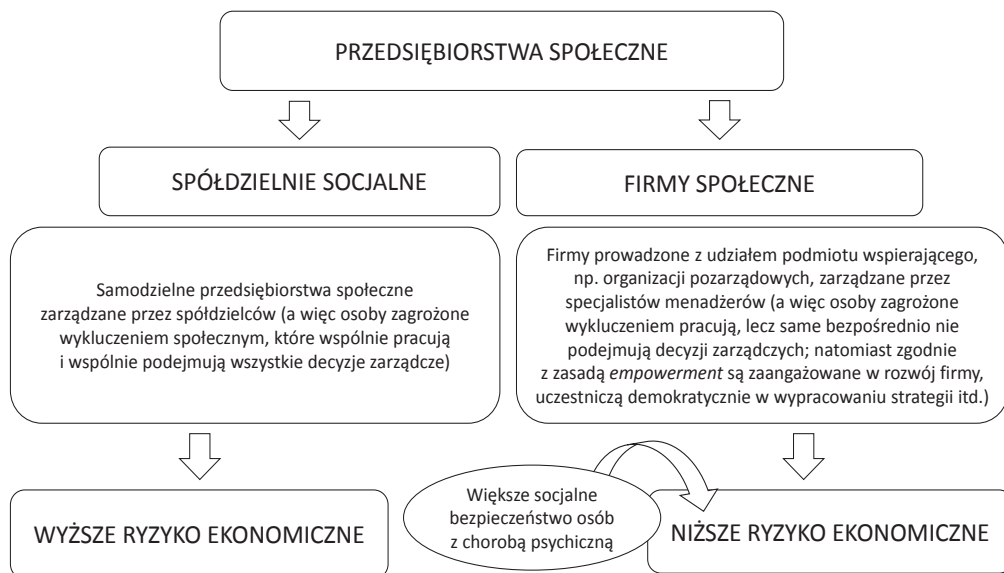 PRZEDSIĘBIORSTWA SPOŁECZNE
SPÓŁDZIELNIE SOCJALNE
FIRMY SPOŁECZNE
Samodzielne przedsiębiorstwa społeczne
zarządzane przez spółdzielców (a więc osoby zagrożone
wykluczeniem społecznym, które wspólnie pracują
i wspólnie podejmują wszystkie decyzje zarządcze)
Firmy prowadzone z udziałem podmiotu wspierającego,
np. organizacji pozarządowych, zarządzane przez
specjalistów menadżerów (a więc osoby zagrożone
wykluczeniem pracują, lecz same bezpośrednio nie
podejmują decyzji zarządczych; natomiast zgodnie
z zasadą empowerment są zaangażowane w rozwój firmy,
uczestniczą demokratycznie w wypracowaniu strategii itd.)
WYŻSZE RYZYKO EKONOMICZNE
Większe socjalne
bezpieczeństwo osób
z chorobą psychiczną
NIŻSZE RYZYKO EKONOMICZNE